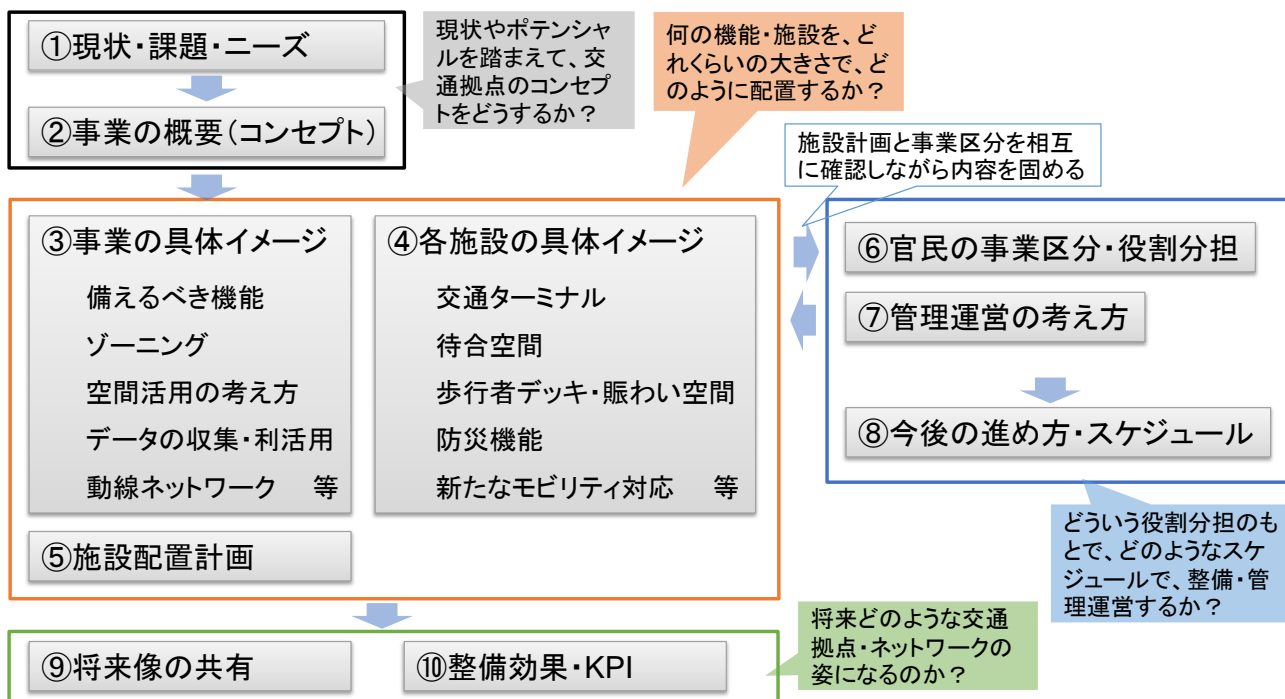 ①現状・課題・ニーズ
②事業の概要(コンセプト)
現状やポテンシャ
ルを踏まえて、交
通拠点のコンセプ
トをどうするか？
何の機能・施設を、ど
れくらいの大きさで、ど
のように配置するか？
施設計画と事業区分を相互
に確認しながら内容を固める
③事業の具体イメージ
備えるべき機能
ゾーニング
空間活用の考え方
データの収集・利活用
動線ネットワーク　等
④各施設の具体イメージ
交通ターミナル
待合空間
歩行者デッキ・賑わい空間
防災機能
新たなモビリティ対応　等
⑤施設配置計画
⑥官民の事業区分・役割分担
⑦管理運営の考え方
⑧今後の進め方・スケジュール
どういう役割分担のも
とで、どのようなスケ
ジュールで、整備・管
理運営するか？
⑨将来像の共有
⑩整備効果・KPI
将来どのような交通
拠点・ネットワークの
姿になるのか？